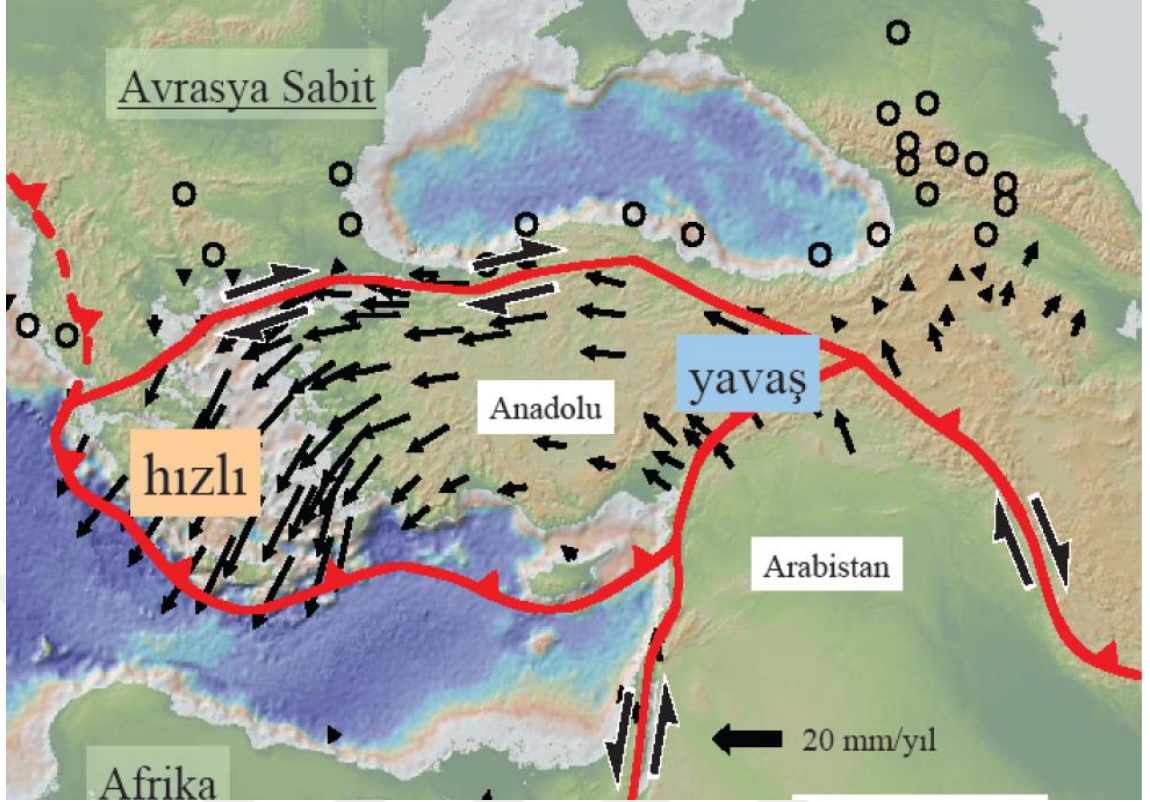 Avrasya Sabit
yavaş
Anadolu
hızlı
Arabistan
20 mm/yıl
Afrika